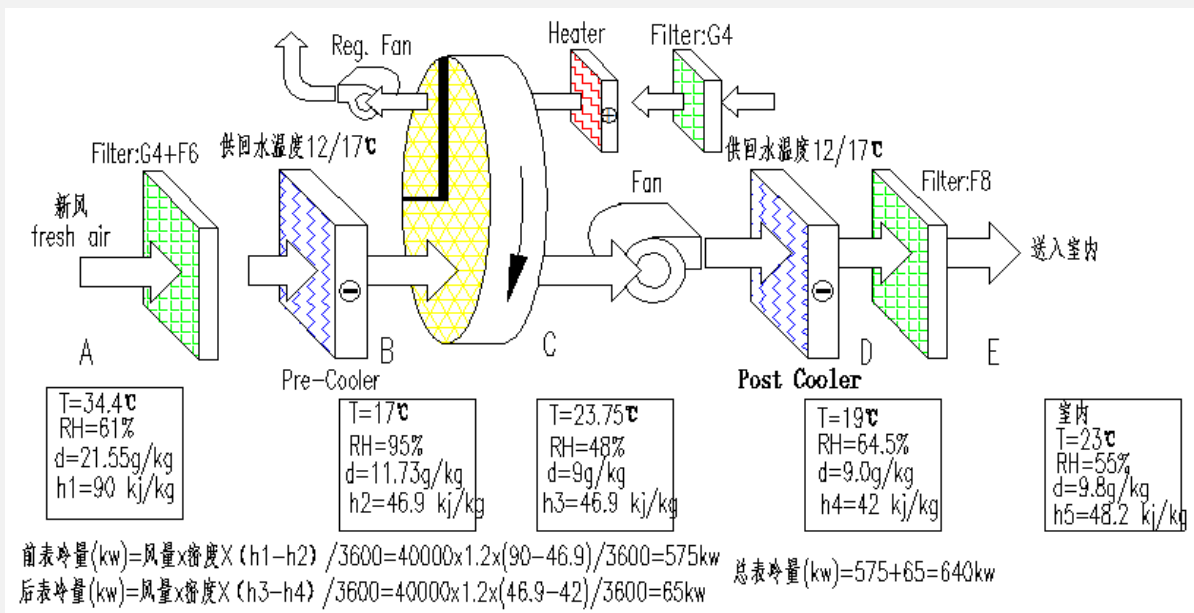 Reg. Fan
Heater
Filter:G4
Filter:G4+F6
供回水温度12/17℃
供回水温度12/17℃
Fan
Filter:F8
新风
fresh air
送入室内
A
B
C
D
E
Pre-Cooler
Post Cooler
T=34.4℃
RH=61%
d=21.55g/kg
h1=90 kj/kg
T=17℃
RH=95%
d=11.73g/kg
h2=46.9 kj/kg
T=23.75℃
RH=48%
d=9g/kg
h3=46.9 kj/kg
T=19℃
RH=64.5%
d=9.0g/kg
h4=42 kj/kg
室内
T=23℃
RH=55%
d=9.8g/kg
h5=48.2 kj/kg
前表冷量(kw)=风量x密度X(h1-h2)/3600=40000x1.2x(90-46.9)/3600=575kw
后表冷量(kw)=风量x密度X(h3-h4)/3600=40000x1.2x(46.9-42)/3600=65kw
总表冷量(kw)=575+65=640kw